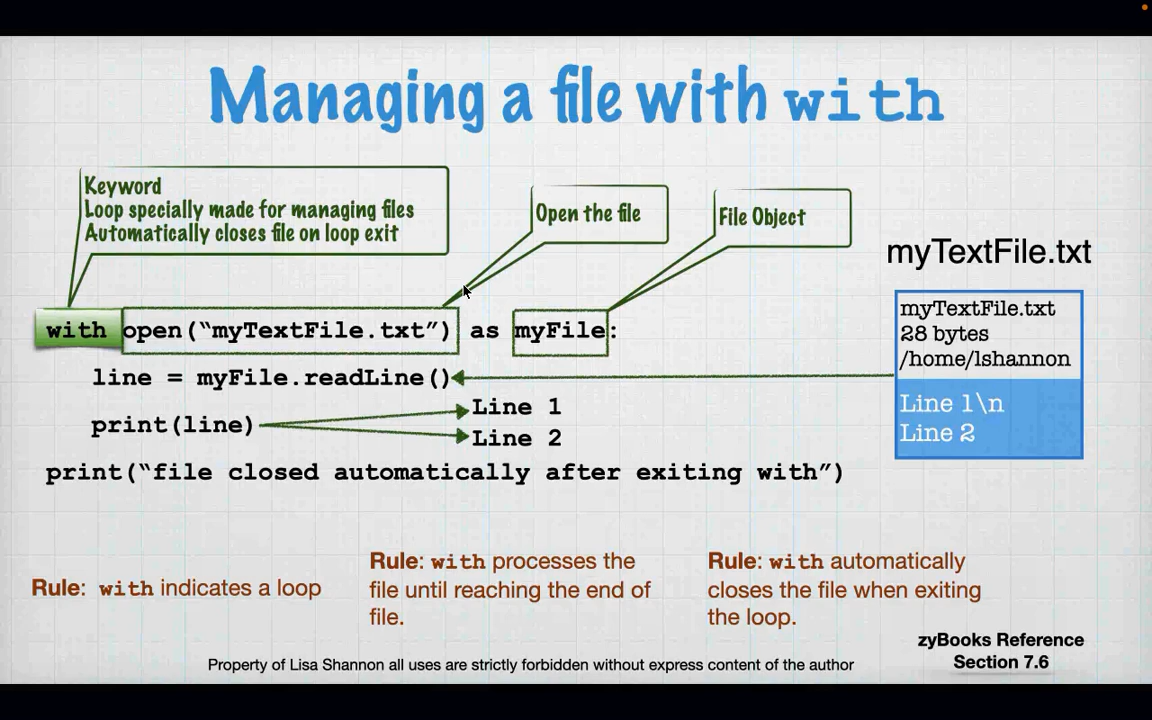 Managing a file with with
Keyword
Loop specially made for managing files
Automatically closes file on loop exit
Open the file
File Object
with open(“myTextFile.txt”) as myFile:
line = myFile.readLine()
print(line)
Line 1
Line 2
print(“file closed automatically after exiting with”)
myTextFile.txt
myTextFile.txt
28 bytes
/home/lshannon
Line 1\n
Line 2
Rule: with indicates a loop
Rule: with processes the
file until reaching the end of
file.
Rule: with automatically
closes the file when exiting
the loop.
zyBooks Reference
Section 7.6
Property of Lisa Shannon all uses are strictly forbidden without express content of the author